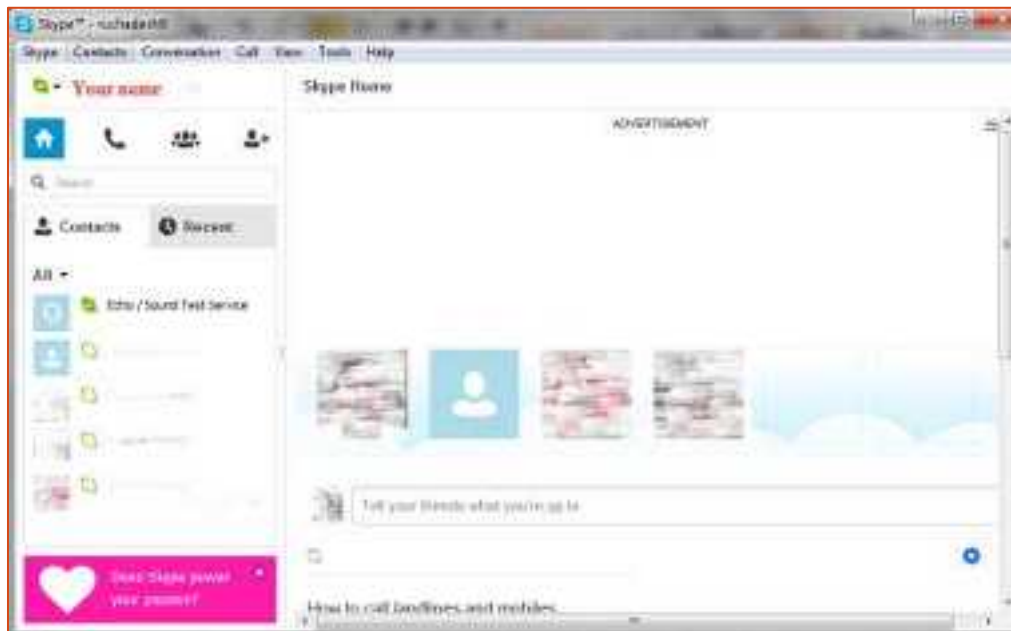 Skype™ -
Skype Contacts Conversation Call View Tools Help
Your name
Skype Home
ADVERTISEMENT
Search
Contacts
Recent
All
Echo / Sound Test Service
Tell your friends what you're up to
Does Skype power
your passion?
How to call landlines and mobiles